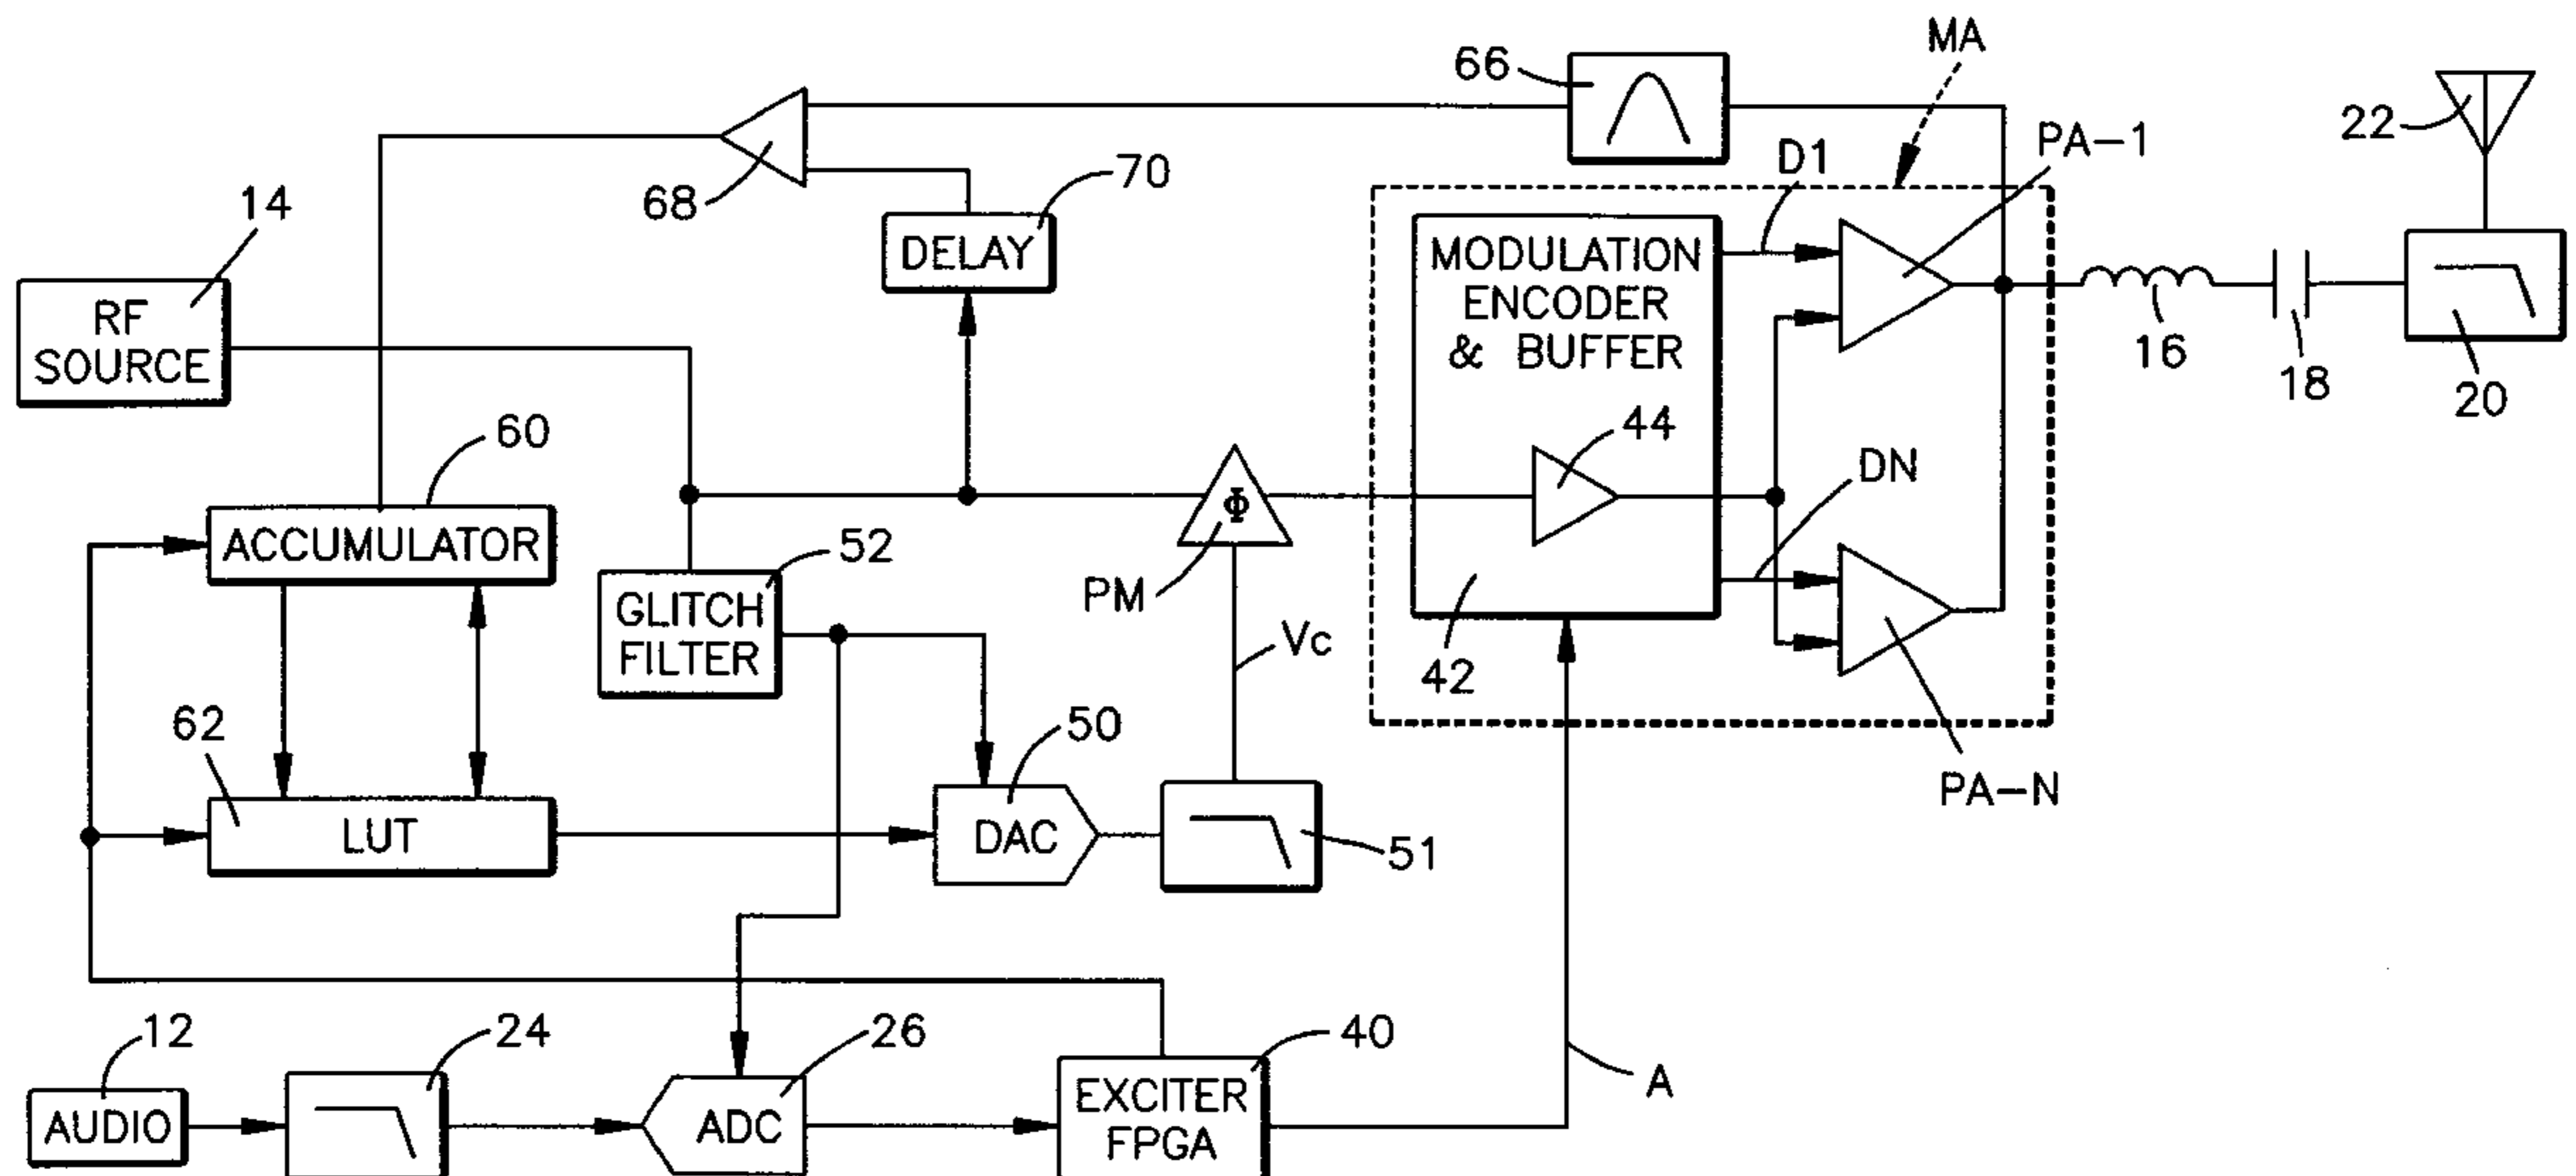 MA
66
22
PA-1
D1
70
14
68
DELAY
MODULATION
ENCODER
& BUFFER
RF
SOURCE
16
18
20
60
44
DN
Φ
52
ACCUMULATOR
GLITCH
FILTER
PM
Vc
42
62
50
PA-N
LUT
DAC
51
12
24
26
40
A
AUDIO
ADC
EXCITER
FPGA